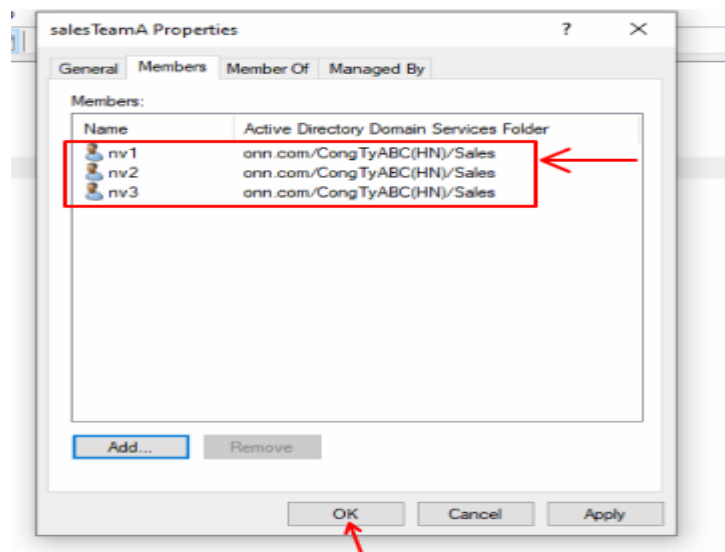 salesTeamA Properties ? ×
General Members Member Of Managed By
Members:
Name Active Directory Domain Services Folder
nv1 onn.com/CongTyABC(HN)/Sales
nv2 onn.com/CongTyABC(HN)/Sales
nv3 onn.com/CongTyABC(HN)/Sales
Add... Remove
OK Cancel Apply